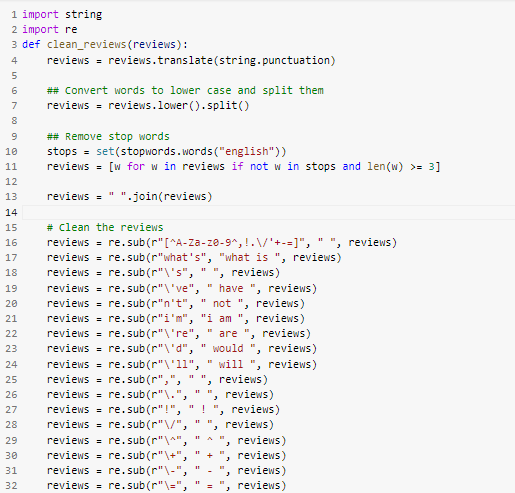 1 import string
2 import re
3 def clean_reviews(reviews):
4     reviews = reviews.translate(string.punctuation)
5
6     ## Convert words to lower case and split them
7     reviews = reviews.lower().split()
8
9     ## Remove stop words
10     stops = set(stopwords.words("english"))
11     reviews = [w for w in reviews if not w in stops and len(w) >= 3]
12
13     reviews = " ".join(reviews)
14
15     # Clean the reviews
16     reviews = re.sub(r"[^A-Za-z0-9^,!.\/'+-=]", " ", reviews)
17     reviews = re.sub(r"what's", "what is ", reviews)
18     reviews = re.sub(r"\'s", " ", reviews)
19     reviews = re.sub(r"\'ve", " have ", reviews)
20     reviews = re.sub(r"n't", " not ", reviews)
21     reviews = re.sub(r"i'm", "i am ", reviews)
22     reviews = re.sub(r"\'re", " are ", reviews)
23     reviews = re.sub(r"\'d", " would ", reviews)
24     reviews = re.sub(r"\'ll", " will ", reviews)
25     reviews = re.sub(r",", " ", reviews)
26     reviews = re.sub(r"\.", " ", reviews)
27     reviews = re.sub(r"!", " ! ", reviews)
28     reviews = re.sub(r"\/", " ", reviews)
29     reviews = re.sub(r"\^", " ^ ", reviews)
30     reviews = re.sub(r"\+", " + ", reviews)
31     reviews = re.sub(r"\-", " - ", reviews)
32     reviews = re.sub(r"\=", " = ", reviews)